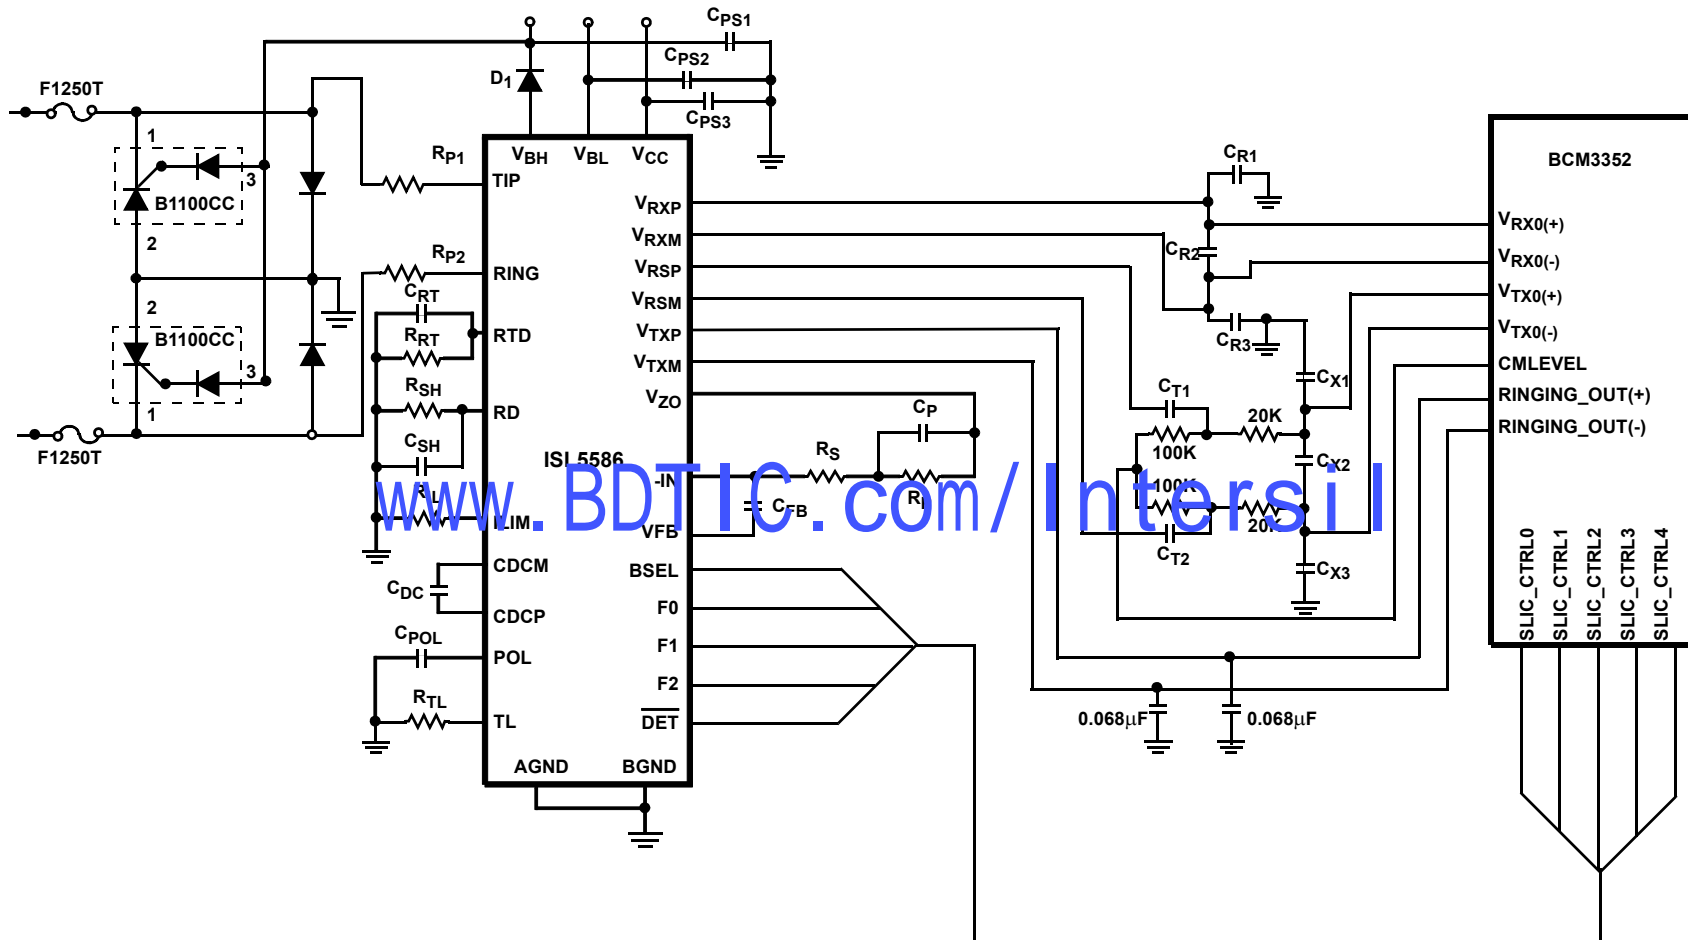 CPS1
CPS2
D1
CPS3
F1250T
1
3
B1100CC
2
RP1
VBH VBL VCC
TIP
RP2
RING
CRT
RTD
RRT
2
B1100CC
3
1
F1250T
RSH
RD
CSH
ISL5586
CDCM
CDC
CDCP
CPOL
POL
RTL
TL
AGND BGND
VRXP
VRXM
VRSP
VRSM
VTXP
VTXM
VZO
-IN
VFB
BSEL
F0
F1
F2
DET
CP
RS
CFB
CR1
CR2
CR3
CX1
CT1
20K
100K
CX2
100K
20K
CT2
CX3
0.068µF 0.068µF
BCM3352
VRX0(+)
VRX0(-)
VTX0(+)
VTX0(-)
CMLEVEL
RINGING_OUT(+)
RINGING_OUT(-)
SLIC_CTRL0
SLIC_CTRL1
SLIC_CTRL2
SLIC_CTRL3
SLIC_CTRL4
www.BDTIC.com/Intersil